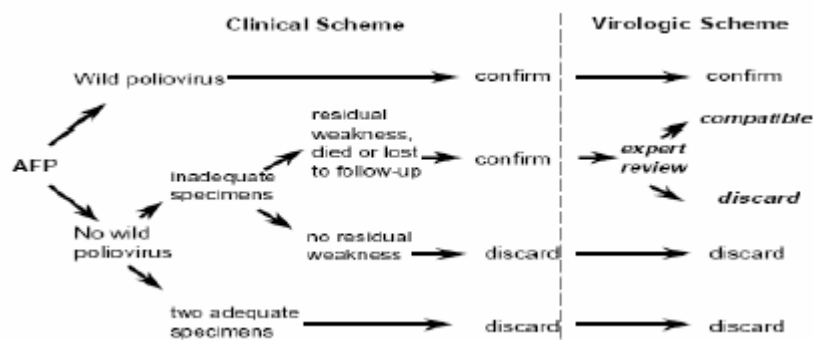 Clinical Scheme
Virologic Scheme
Wild poliovirus
confirm
confirm
residual
weakness,
died or lost
to follow-up
compatible
AFP
inadequate
specimens
confirm
expert
review
discard
No wild
poliovirus
no residual
weakness
discard
discard
two adequate
specimens
discard
discard